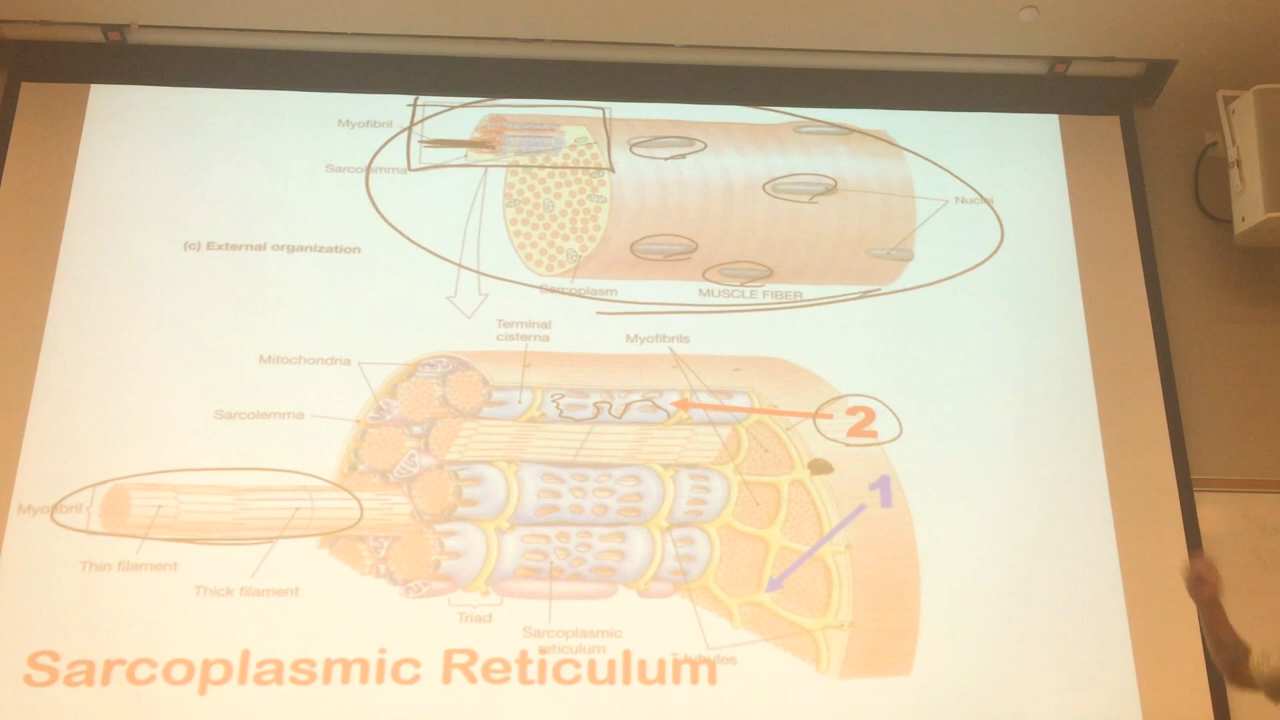 Myofibril
Sarcolemma
Nuclei
(c) External organization
Sarcoplasm
MUSCLE FIBER
Terminal
cisterna
Myofibrils
Mitochondria
Sarcolemma
2
1
Myofibril
Thin filament
Thick filament
Triad
Sarcoplasmic
reticulum
T tubules
Sarcoplasmic Reticulum